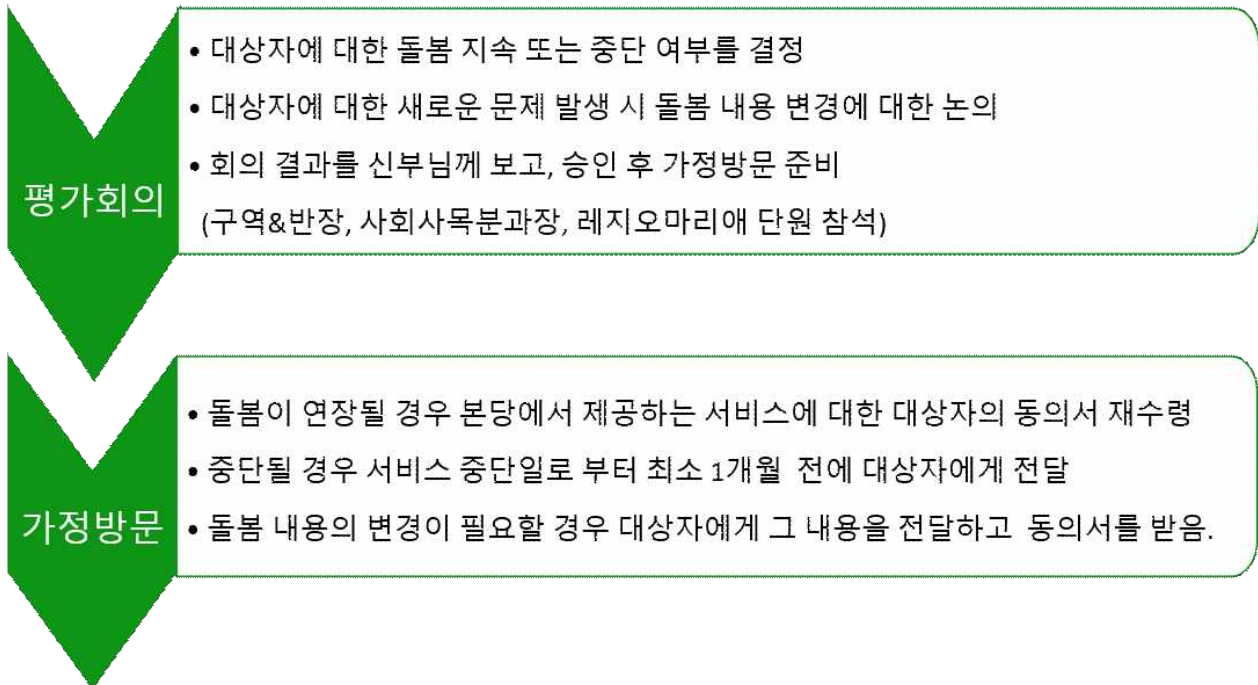 평가회의
• 대상자에 대한 돌봄 지속 또는 중단 여부를 결정
• 대상자에 대한 새로운 문제 발생 시 돌봄 내용 변경에 대한 논의
• 회의 결과를 신부님께 보고, 승인 후 가정방문 준비
(구역&반장, 사회사목분과장, 레지오마리애 단원 참석)
가정방문
• 돌봄이 연장될 경우 본당에서 제공하는 서비스에 대한 대상자의 동의서 재수령
• 중단될 경우 서비스 중단일로 부터 최소 1개월 전에 대상자에게 전달
• 돌봄 내용의 변경이 필요할 경우 대상자에게 그 내용을 전달하고 동의서를 받음.